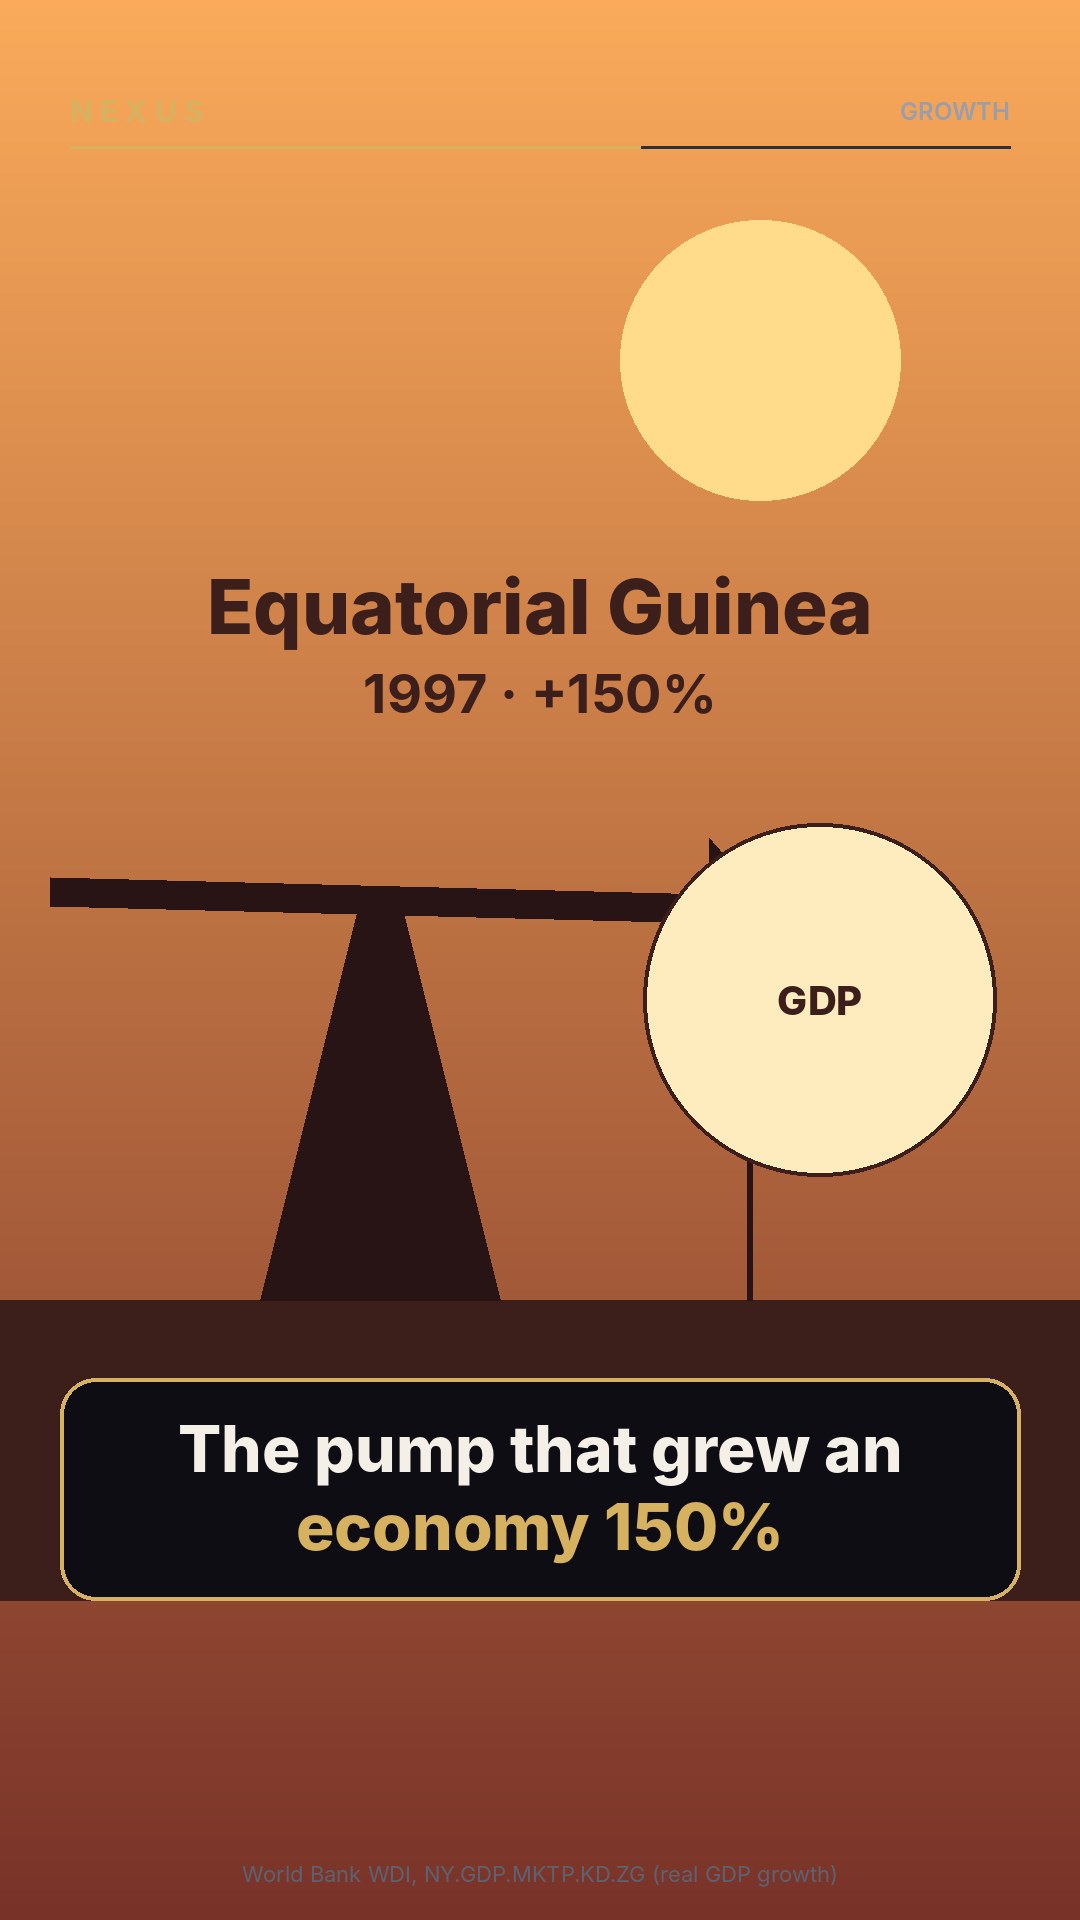 NEXUS
GROWTH
Equatorial Guinea
1997 · +150%
GDP
The pump that grew an
economy 150%
World Bank WDI, NY.GDP.MKTP.KD.ZG (real GDP growth)